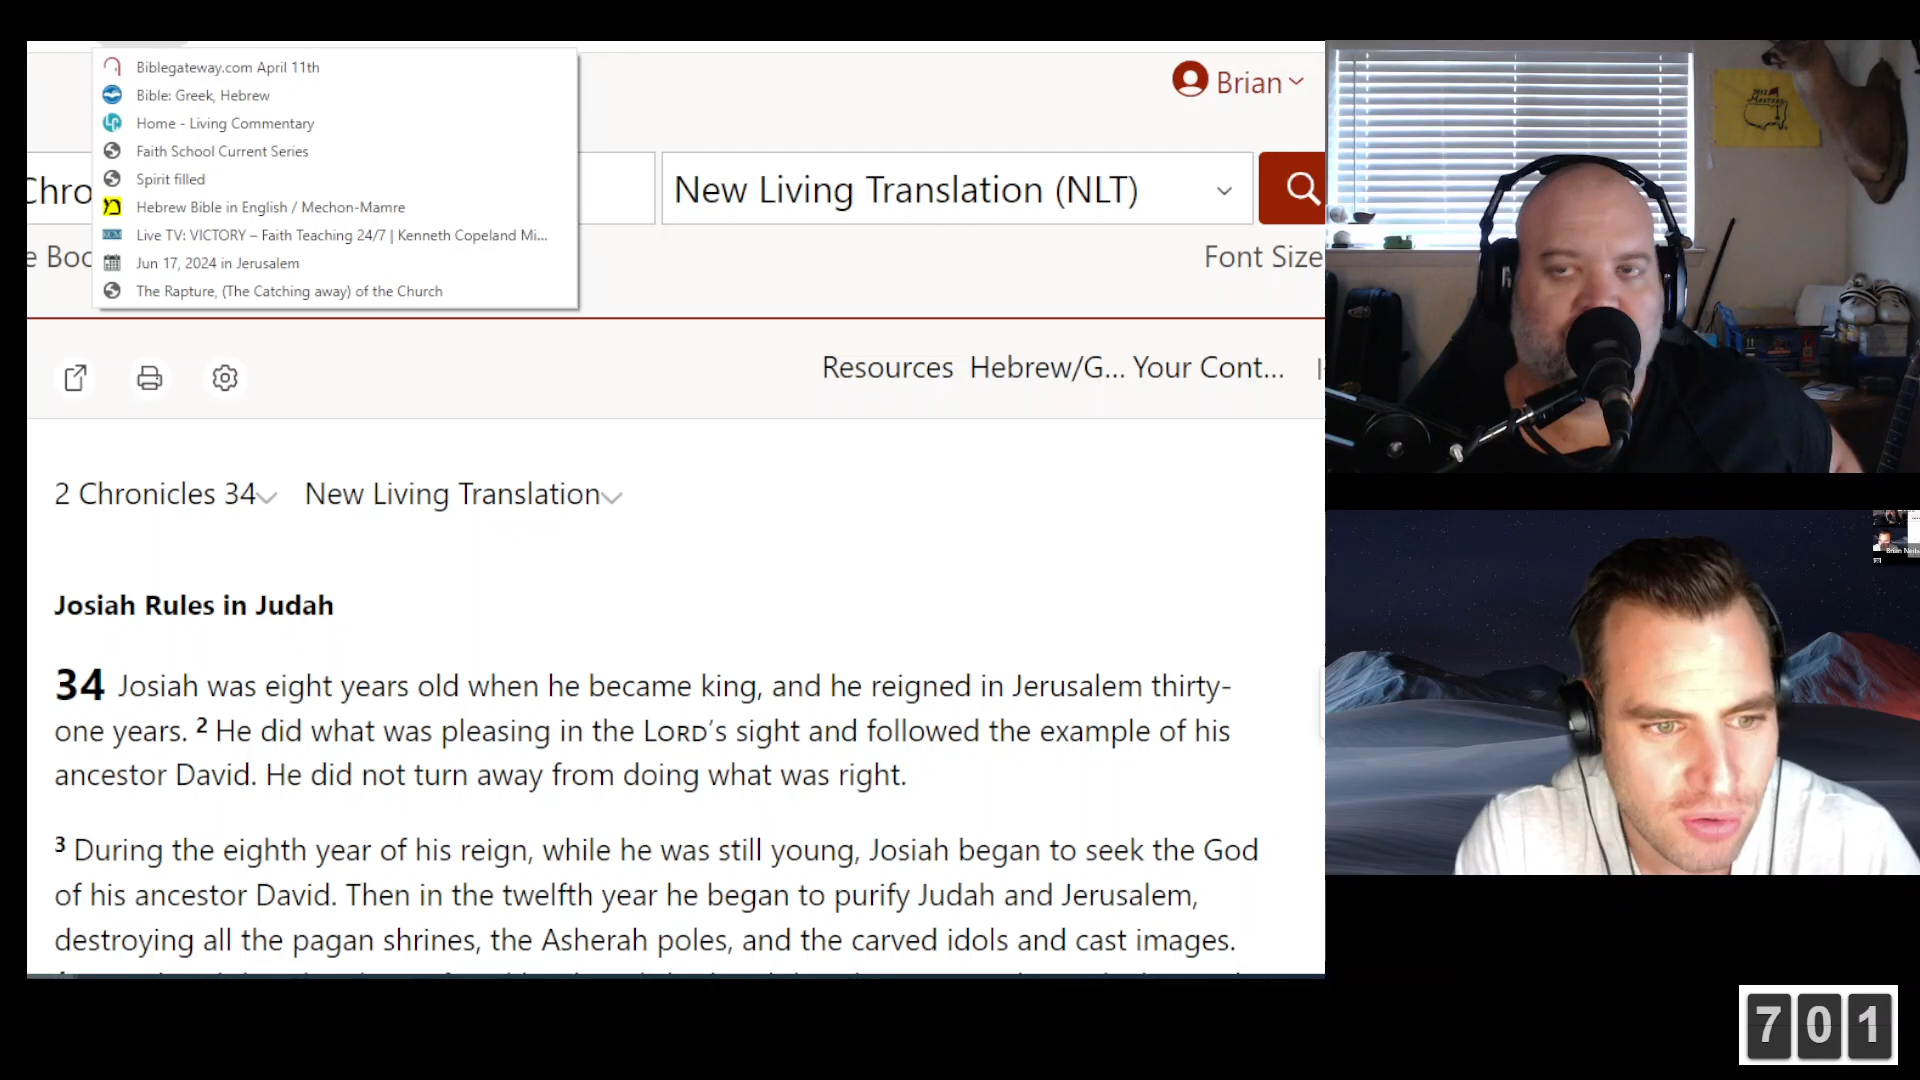 Biblegateway.com April 11th
Bible: Greek, Hebrew
Home - Living Commentary
Faith School Current Series
Spirit filled
Hebrew Bible in English / Mechon-Mamre
Live TV: VICTORY – Faith Teaching 24/7 | Kenneth Copeland Mi...
Jun 17, 2024 in Jerusalem
The Rapture, (The Catching away) of the Church
Brian
Chro
New Living Translation (NLT)
e Boo
Font Size
Resources Hebrew/G... Your Cont...
2 Chronicles 34 New Living Translation
Josiah Rules in Judah
34 Josiah was eight years old when he became king, and he reigned in Jerusalem thirty-
one years. 2 He did what was pleasing in the LORD's sight and followed the example of his
ancestor David. He did not turn away from doing what was right.
3 During the eighth year of his reign, while he was still young, Josiah began to seek the God
of his ancestor David. Then in the twelfth year he began to purify Judah and Jerusalem,
destroying all the pagan shrines, the Asherah poles, and the carved idols and cast images.
2012
MASTERS
701